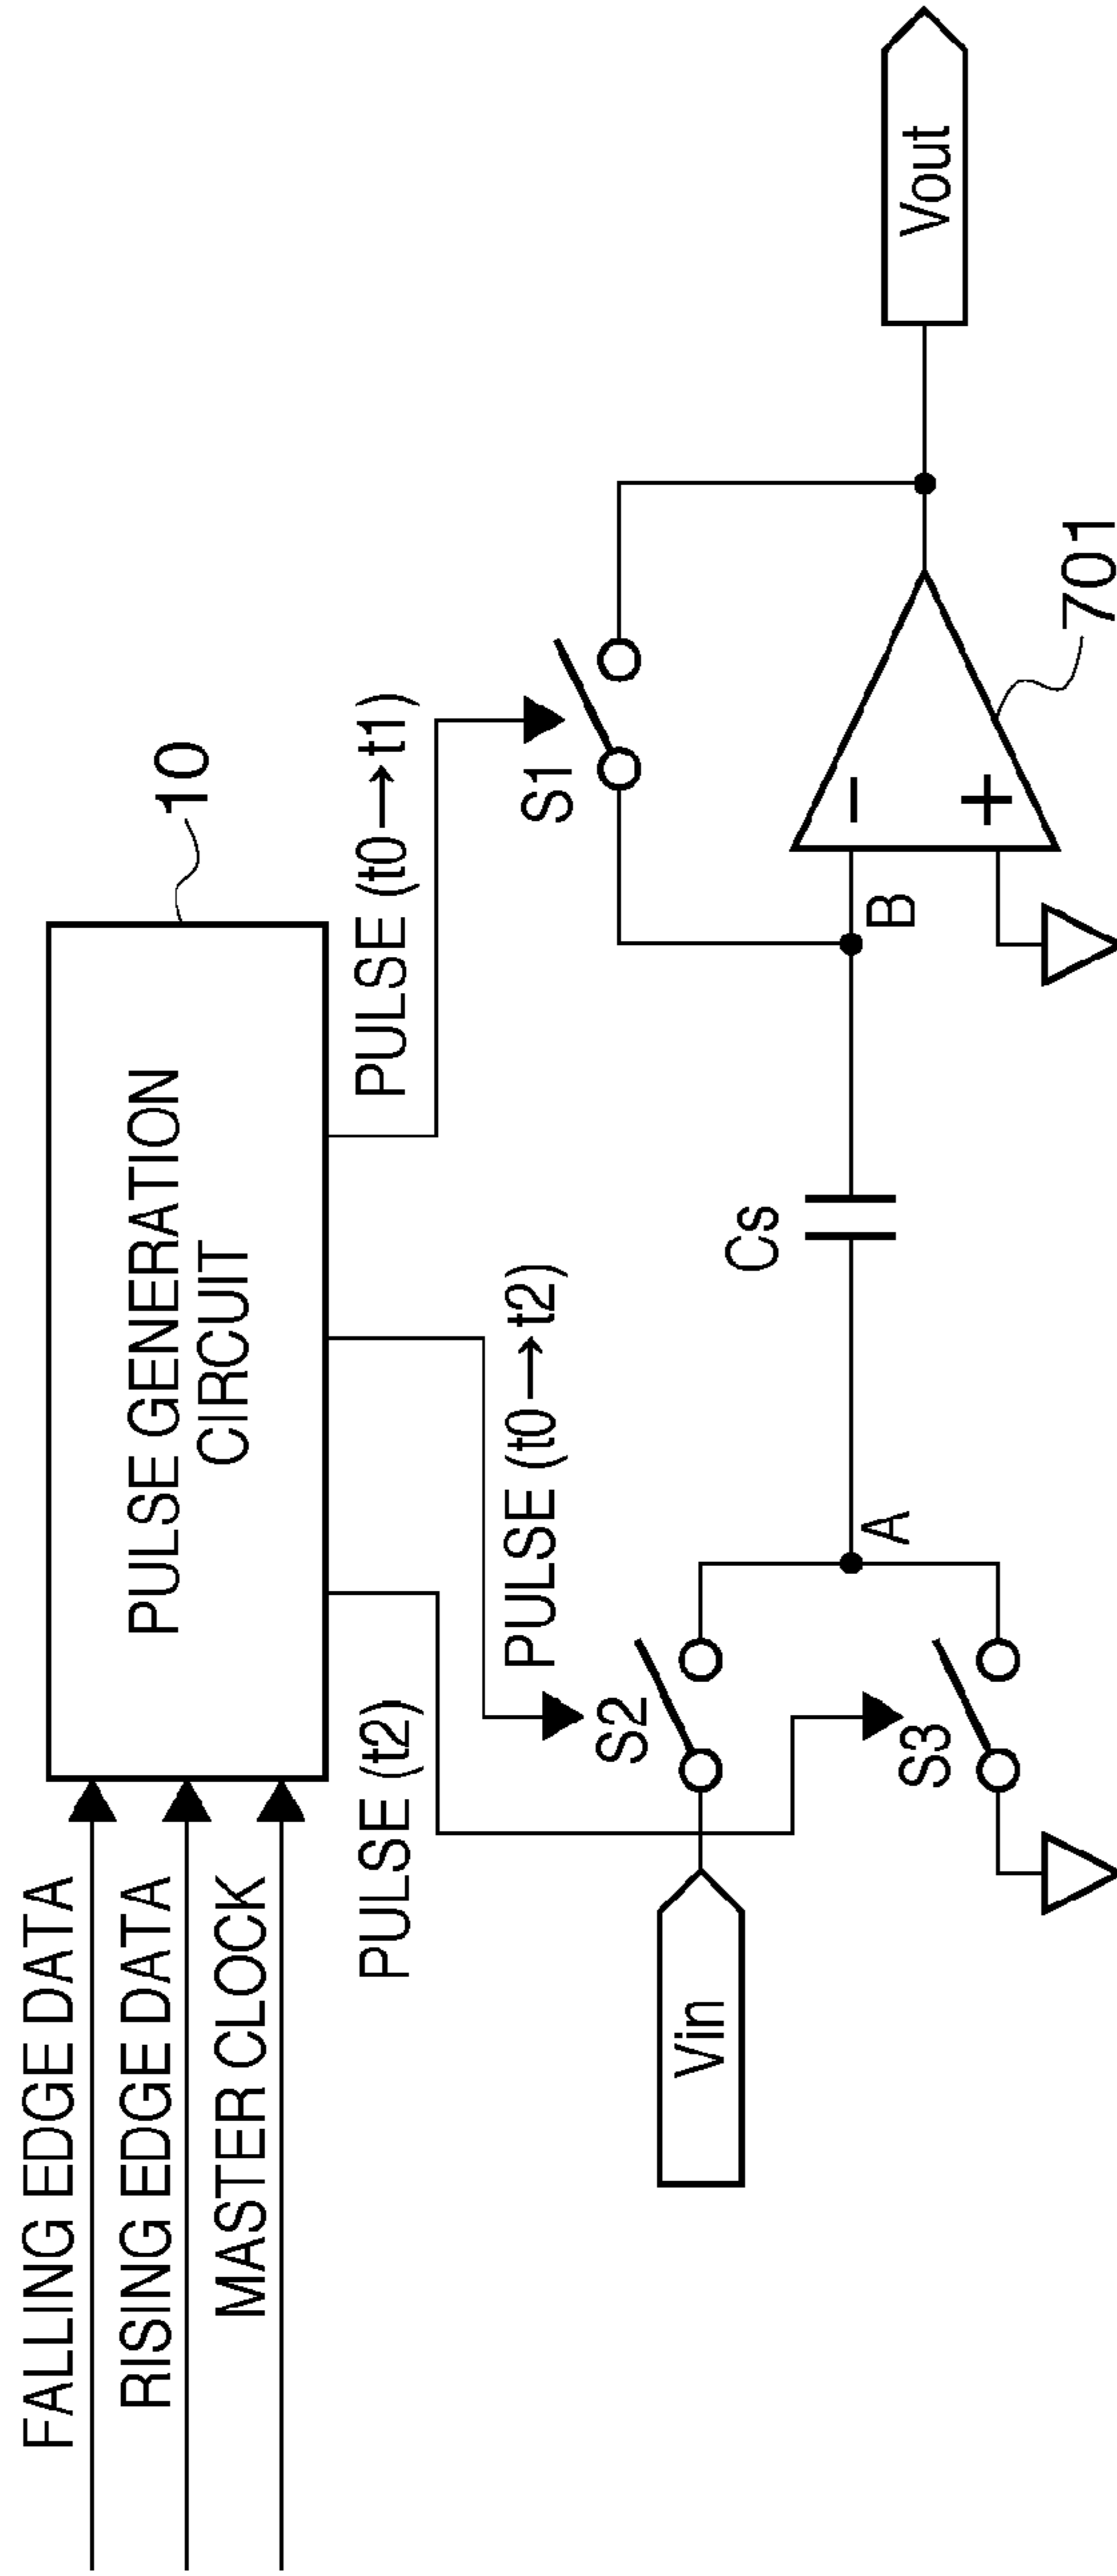 FALLING EDGE DATA
RISING EDGE DATA
MASTER CLOCK
PULSE GENERATION
CIRCUIT
10
PULSE (t2)
PULSE (t0→t2)
PULSE (t0→t1)
S1
S2
S3
Vin
A
Cs
B
−
+
701
Vout